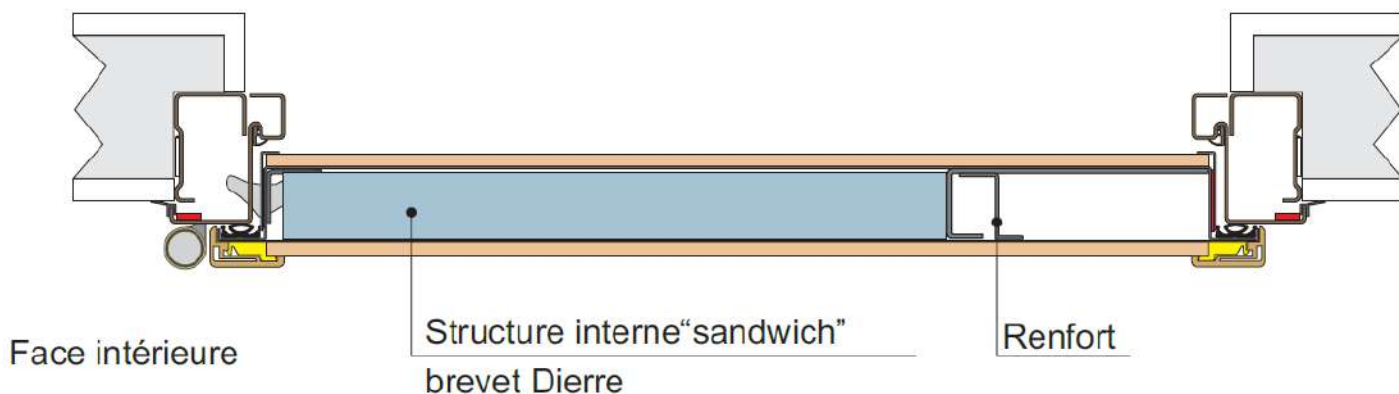 Face intérieure
Structure interne“sandwich”
brevet Dierre
Renfort